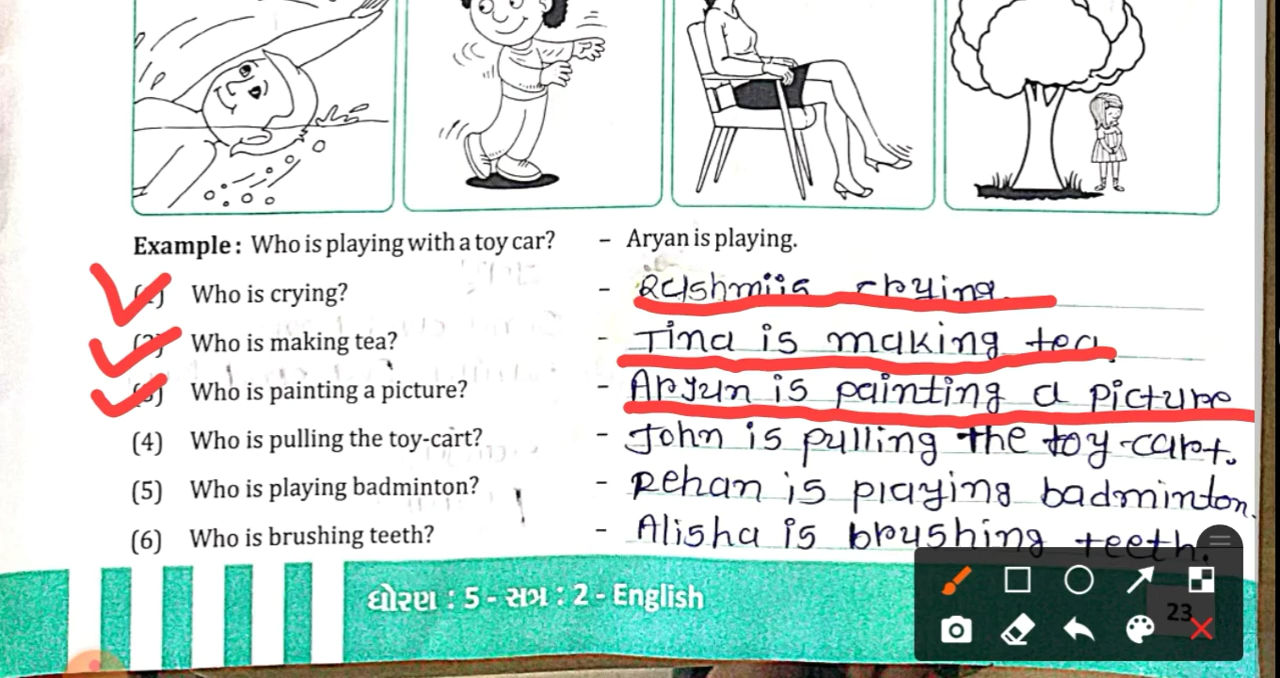 Example: Who is playing with a toy car? - Aryan is playing.
Who is crying? - Rashmi is crying.
Who is making tea? - Tina is making tea.
Who is painting a picture? - Aryun is painting a picture
(4) Who is pulling the toy-cart? - John is pulling the toy-cart.
(5) Who is playing badminton? - Rehan is playing badminton.
(6) Who is brushing teeth? - Alisha is brushing teeth.
ધોરણ : 5 - સત્ર : 2 - English
23